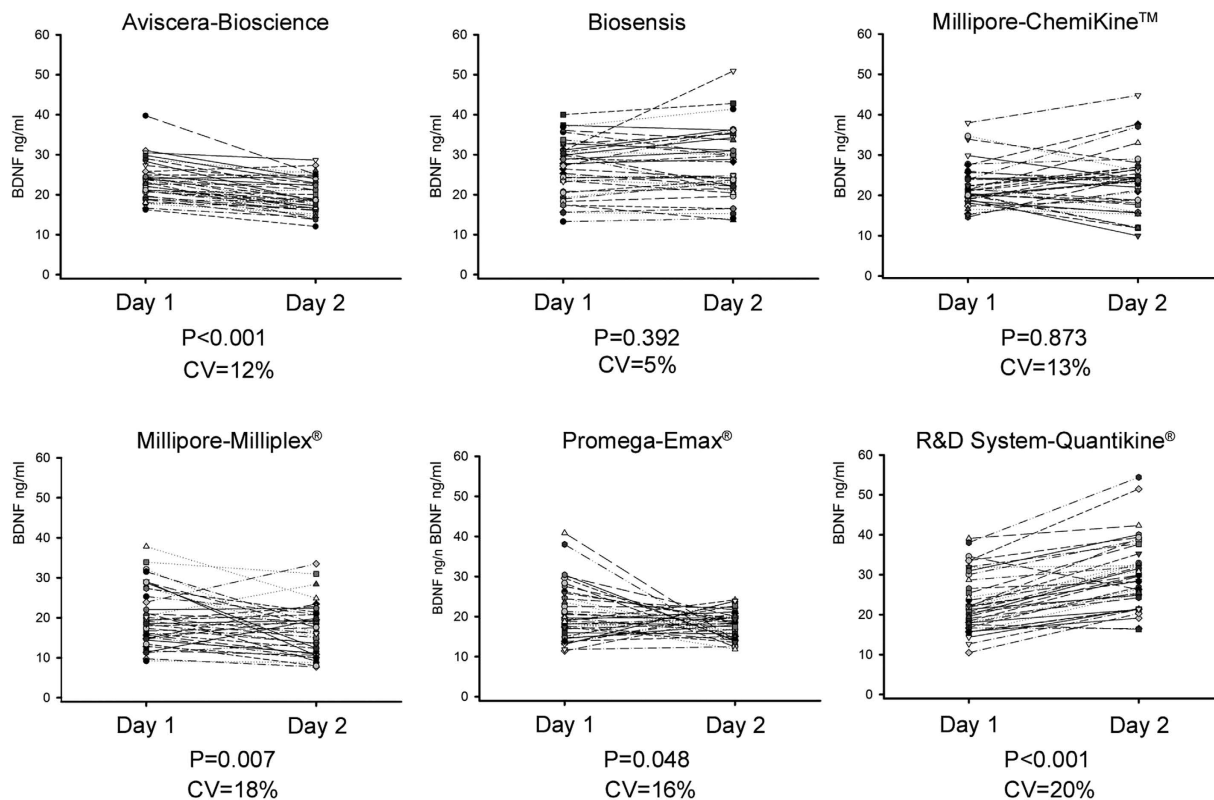 Aviscera-Bioscience
BDNF ng/ml
60
50
40
30
20
10
0
Day 1 Day 2
P<0.001
CV=12%
Biosensis
BDNF ng/ml
60
50
40
30
20
10
0
Day 1 Day 2
P=0.392
CV=5%
Millipore-ChemiKine™
BDNF ng/ml
60
50
40
30
20
10
0
Day 1 Day 2
P=0.873
CV=13%
Millipore-Milliplex®
BDNF ng/ml
60
50
40
30
20
10
0
Day 1 Day 2
P=0.007
CV=18%
Promega-Emax®
BDNF ng/n BDNF ng/ml
60
50
40
30
20
10
0
Day 1 Day 2
P=0.048
CV=16%
R&D System-Quantikine®
BDNF ng/ml
60
50
40
30
20
10
0
Day 1 Day 2
P<0.001
CV=20%